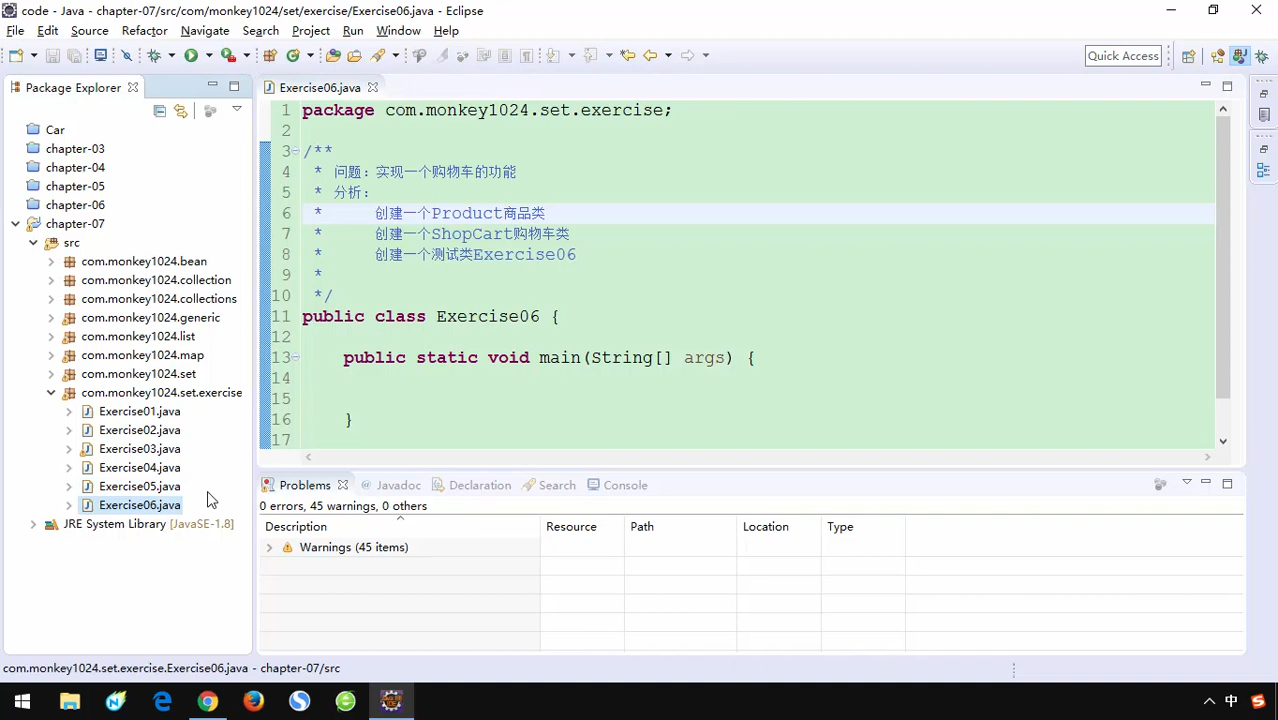 code - Java - chapter-07/src/com/monkey1024/set/exercise/Exercise06.java - Eclipse
File Edit Source Refactor Navigate Search Project Run Window Help
Quick Access
Package Explorer
Car
chapter-03
chapter-04
chapter-05
chapter-06
chapter-07
src
com.monkey1024.bean
com.monkey1024.collection
com.monkey1024.collections
com.monkey1024.generic
com.monkey1024.list
com.monkey1024.map
com.monkey1024.set
com.monkey1024.set.exercise
Exercise01.java
Exercise02.java
Exercise03.java
Exercise04.java
Exercise05.java
Exercise06.java
JRE System Library [JavaSE-1.8]
Exercise06.java
1 package com.monkey1024.set.exercise;
2
3 /**
4 * 问题：实现一个购物车的功能
5 * 分析：
6 * 创建一个Product商品类
7 * 创建一个ShopCart购物车类
8 * 创建一个测试类Exercise06
9 *
10 */
11 public class Exercise06 {
12
13 public static void main(String[] args) {
14
15
16 }
17
Problems Javadoc Declaration Search Console
0 errors, 45 warnings, 0 others
Description Resource Path Location Type
Warnings (45 items)
com.monkey1024.set.exercise.Exercise06.java - chapter-07/src
中